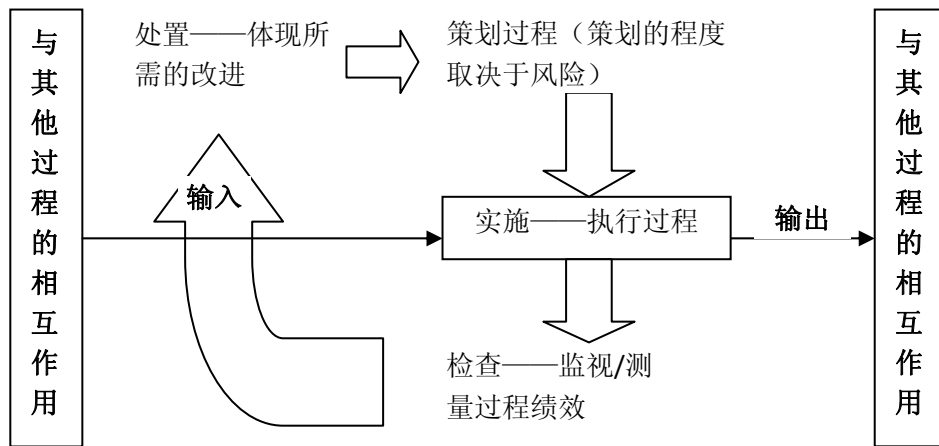 与其他过程的相互作用
处置——体现所
需的改进
策划过程（策划的程度
取决于风险）
输入
实施——执行过程
输出
检查——监视/测
量过程绩效
与其他过程的相互作用